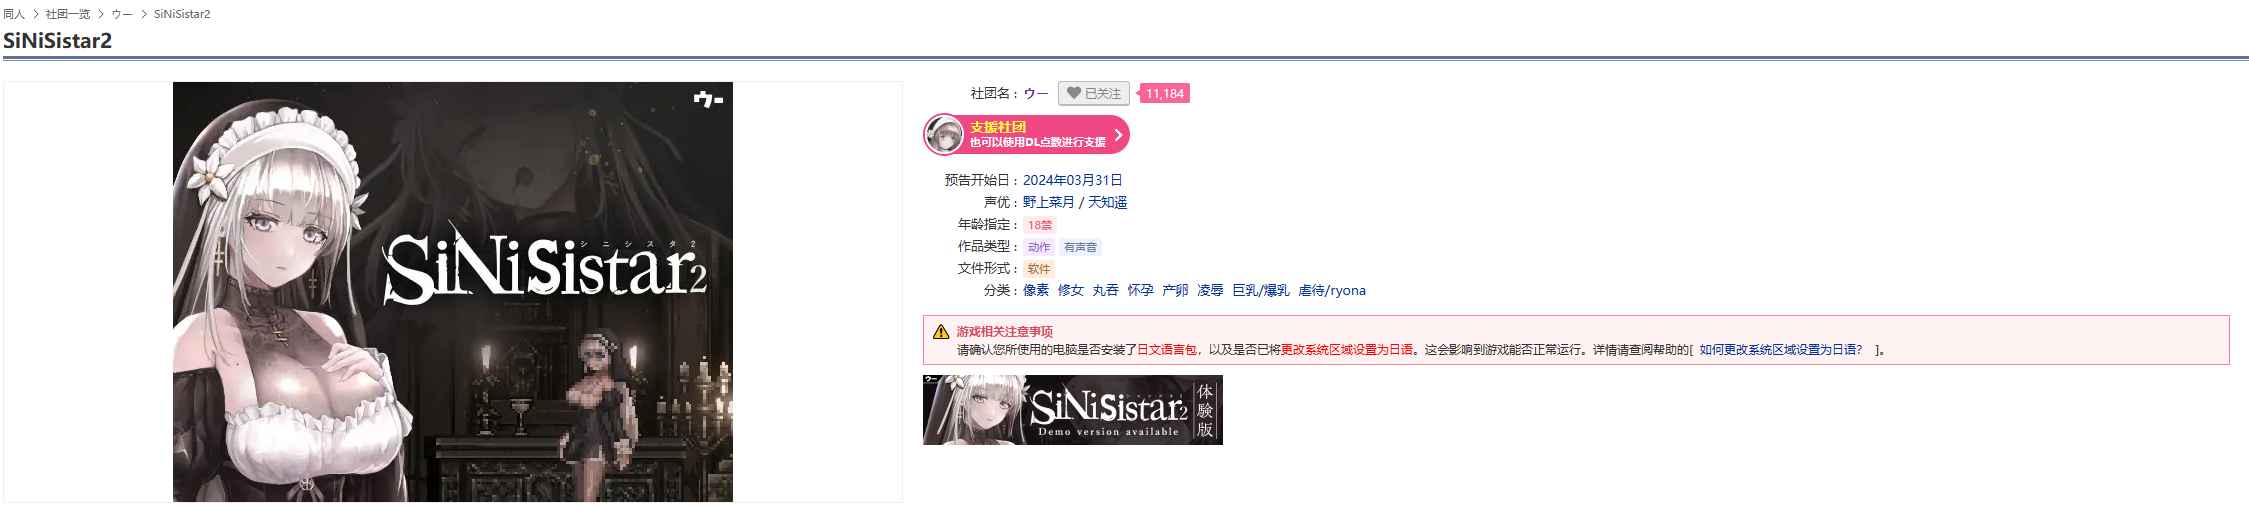 同人 > 社团一览 > ウー > SiNiSistar2
SiNiSistar2
ウー
シニシスタ2
SiNiSistar2
社团名 : ウー 已关注 11,184
支援社团
也可以使用DL点数进行支援
预告开始日 : 2024年03月31日
声优 : 野上菜月 / 天知遥
年龄指定 : 18禁
作品类型 : 动作 有声音
文件形式 : 软件
分类 : 像素 修女 丸吞 怀孕 产卵 凌辱 巨乳/爆乳 虐待/ryona
游戏相关注意事项
请确认您所使用的电脑是否安装了日文语言包，以及是否已将更改系统区域设置为日语。这会影响到游戏能否正常运行。详情请查阅帮助的[ 如何更改系统区域设置为日语？ ]。
ウー
SiNiSistar2
Demo version available
体験版